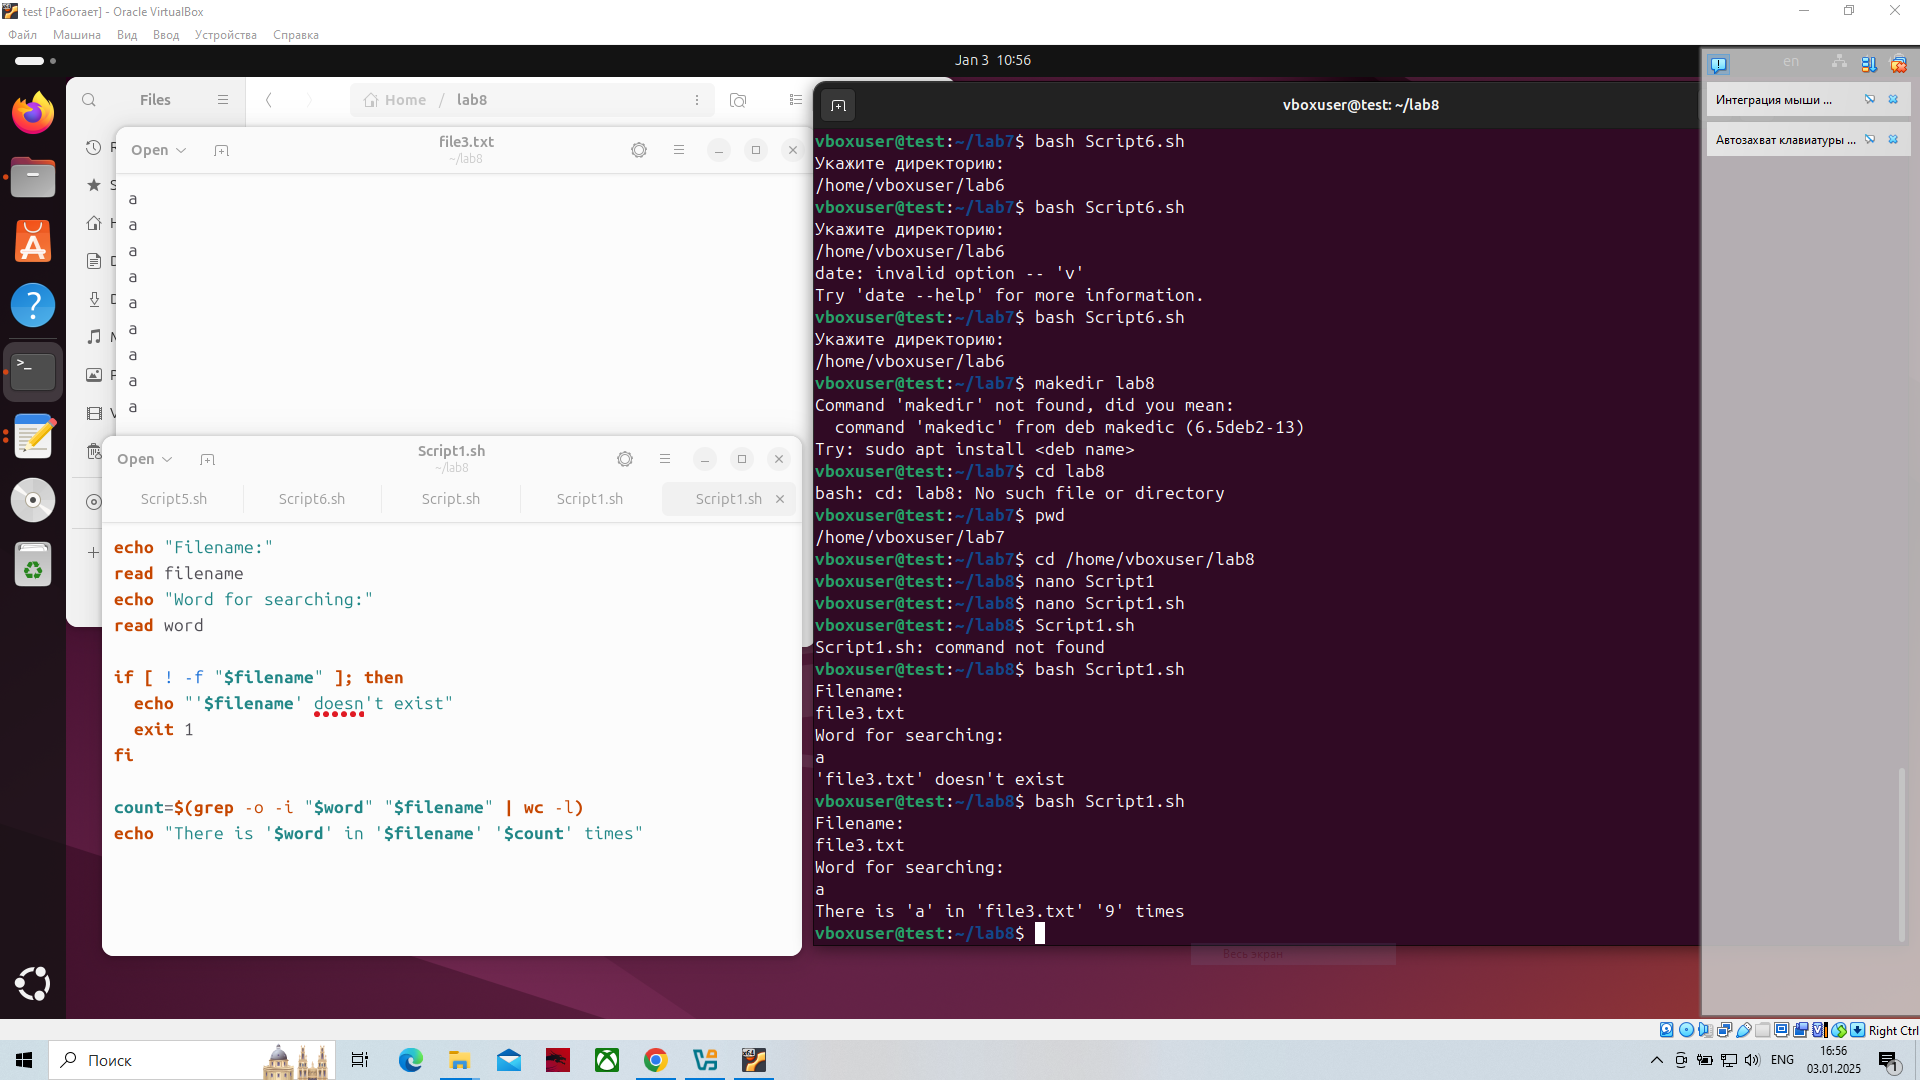 test [Работает] - Oracle VirtualBox
Файл Машина Вид Ввод Устройства Справка
Jan 3 10:56
en
Files
Home / lab8
Open
file3.txt
~/lab8
a
a
a
a
a
a
a
a
a
Open
Script1.sh
~/lab8
Script5.sh
Script6.sh
Script.sh
Script1.sh
Script1.sh
echo "Filename:"
read filename
echo "Word for searching:"
read word
if [ ! -f "$filename" ]; then
echo "'$filename' doesn't exist"
exit 1
fi
count=$(grep -o -i "$word" "$filename" | wc -l)
echo "There is '$word' in '$filename' '$count' times"
vboxuser@test: ~/lab8
vboxuser@test:~/lab7$ bash Script6.sh
Укажите директорию:
/home/vboxuser/lab6
vboxuser@test:~/lab7$ bash Script6.sh
Укажите директорию:
/home/vboxuser/lab6
date: invalid option -- 'v'
Try 'date --help' for more information.
vboxuser@test:~/lab7$ bash Script6.sh
Укажите директорию:
/home/vboxuser/lab6
vboxuser@test:~/lab7$ makedir lab8
Command 'makedir' not found, did you mean:
command 'makedic' from deb makedic (6.5deb2-13)
Try: sudo apt install <deb name>
vboxuser@test:~/lab7$ cd lab8
bash: cd: lab8: No such file or directory
vboxuser@test:~/lab7$ pwd
/home/vboxuser/lab7
vboxuser@test:~/lab7$ cd /home/vboxuser/lab8
vboxuser@test:~/lab8$ nano Script1
vboxuser@test:~/lab8$ nano Script1.sh
vboxuser@test:~/lab8$ Script1.sh
Script1.sh: command not found
vboxuser@test:~/lab8$ bash Script1.sh
Filename:
file3.txt
Word for searching:
a
'file3.txt' doesn't exist
vboxuser@test:~/lab8$ bash Script1.sh
Filename:
file3.txt
Word for searching:
a
There is 'a' in 'file3.txt' '9' times
vboxuser@test:~/lab8$
Интеграция мыши ...
Автозахват клавиатуры ...
Весь экран
Right Ctrl
Поиск
ENG
16:56
03.01.2025
1